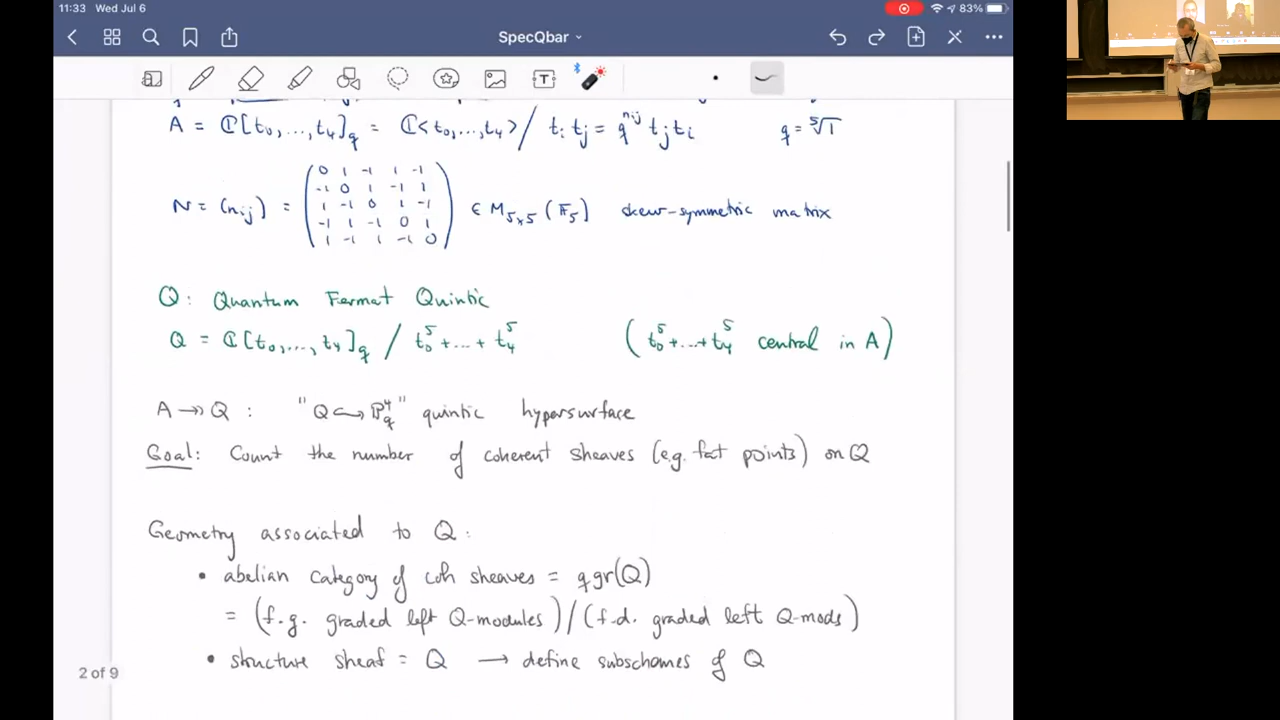 11:33 Wed Jul 6
83%
SpecQbar
A = ℂ[t₀,...,t₄]_q = ℂ<t₀,...,t₄> / tᵢtⱼ = q^{nᵢⱼ} tⱼtᵢ q = ⁵√1
N = (nᵢⱼ) =
0 1 -1 1 -1
-1 0 1 -1 1
1 -1 0 1 -1
-1 1 -1 0 1
1 -1 1 -1 0
∈ M₅ₓ₅(𝔽₅) skew-symmetric matrix
Q: Quantum Fermat Quintic
Q = ℂ[t₀,...,t₄]_q / t₀⁵+...+t₄⁵ (t₀⁵+...+t₄⁵ central in A)
A ↠ Q : "Q ↪ ℙ⁴_q" quintic hypersurface
Goal: Count the number of coherent sheaves (e.g. fat points) on Q
Geometry associated to Q:
• abelian category of coh sheaves = qgr(Q)
= (f.g. graded left Q-modules) / (f.d. graded left Q-mods)
• structure sheaf = Q → define subschames of Q
2 of 9